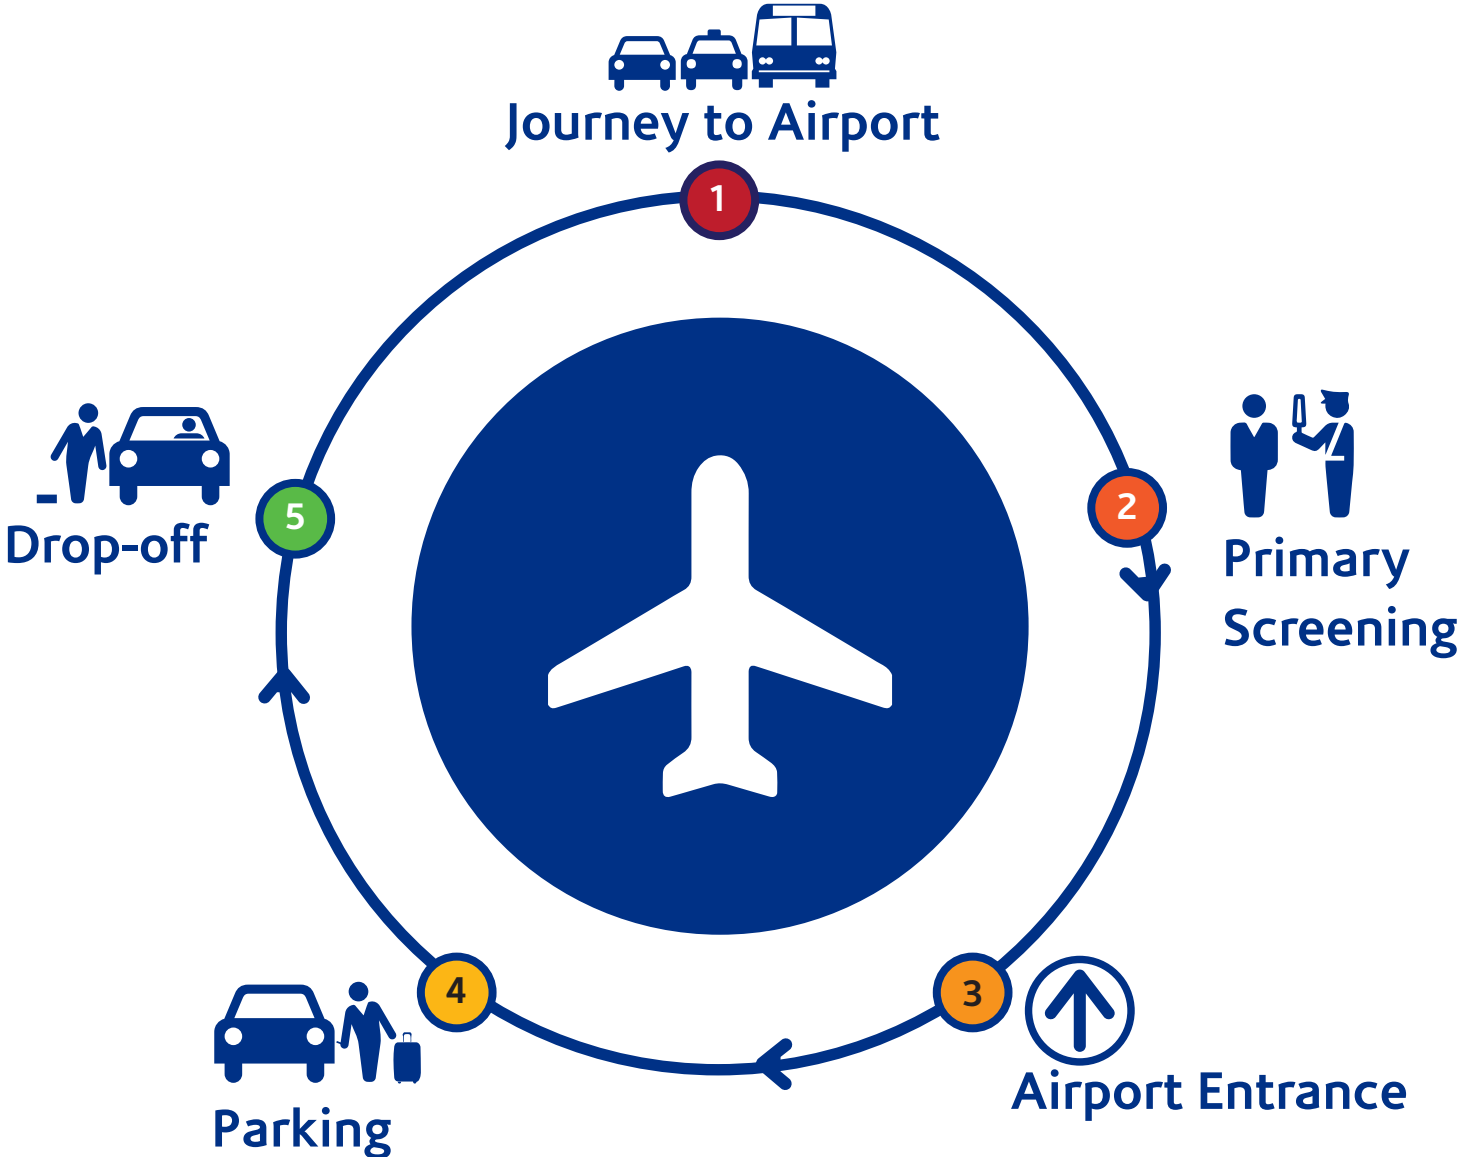 Journey to Airport
1
2
Primary
Screening
3
Airport Entrance
4
Parking
5
Drop-off